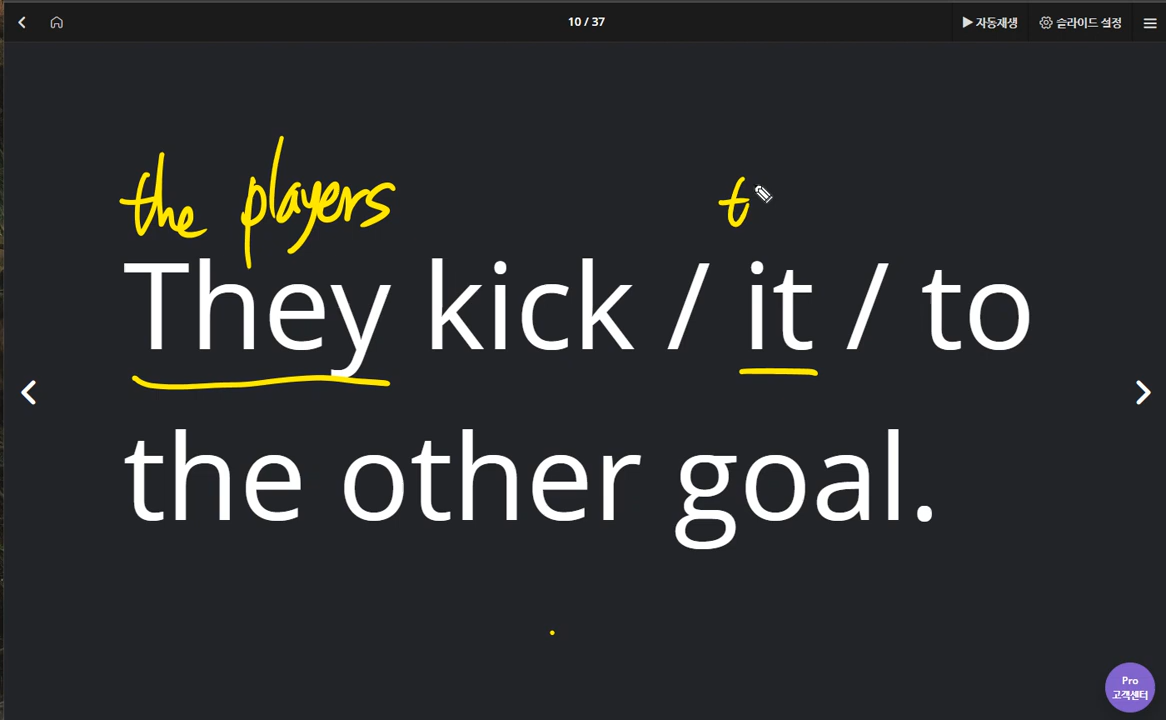 10 / 37
자동재생
슬라이드 설정
the players
t
They kick / it / to
the other goal.
Pro
고객센터